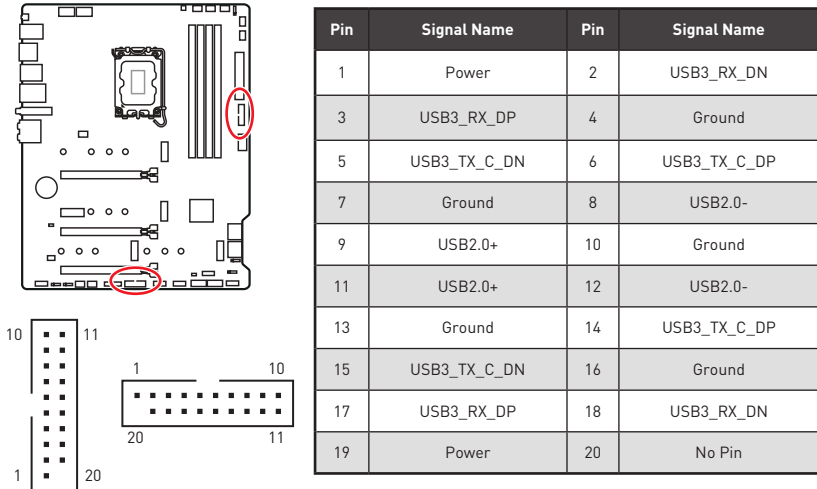 Pin Signal Name Pin Signal Name
1 Power 2 USB3_RX_DN
3 USB3_RX_DP 4 Ground
5 USB3_TX_C_DN 6 USB3_TX_C_DP
7 Ground 8 USB2.0-
9 USB2.0+ 10 Ground
11 USB2.0+ 12 USB2.0-
13 Ground 14 USB3_TX_C_DP
15 USB3_TX_C_DN 16 Ground
17 USB3_RX_DP 18 USB3_RX_DN
19 Power 20 No Pin
10 11
1 20
1 10
20 11